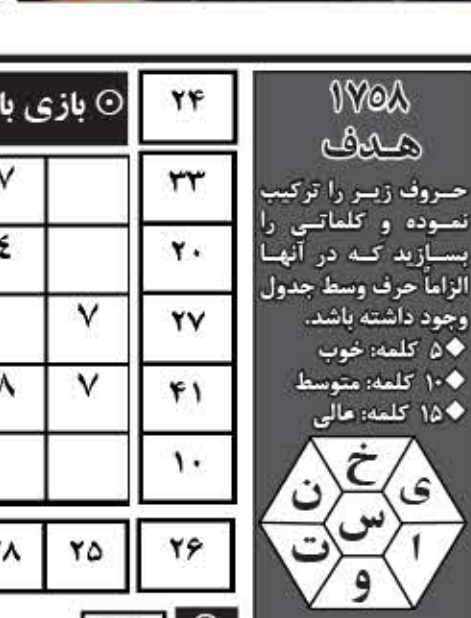 ۱۷۵۸
هدف
حروف زیر را ترکیب
نموده و کلماتی را
بسازید که در آنها
الزاماً حرف وسط جدول
وجود داشته باشد.
◆۵ کلمه: خوب
◆۱۰ کلمه: متوسط
◆۱۵ کلمه: عالی
خ
ن ی
س
ت ا
و
۲۴
⊙ بازی با
۳۳ ۷
۲۰ ٤
۲۷ ۷
۴۱ ۷ ۸
۱۰
۲۶ ۲۵